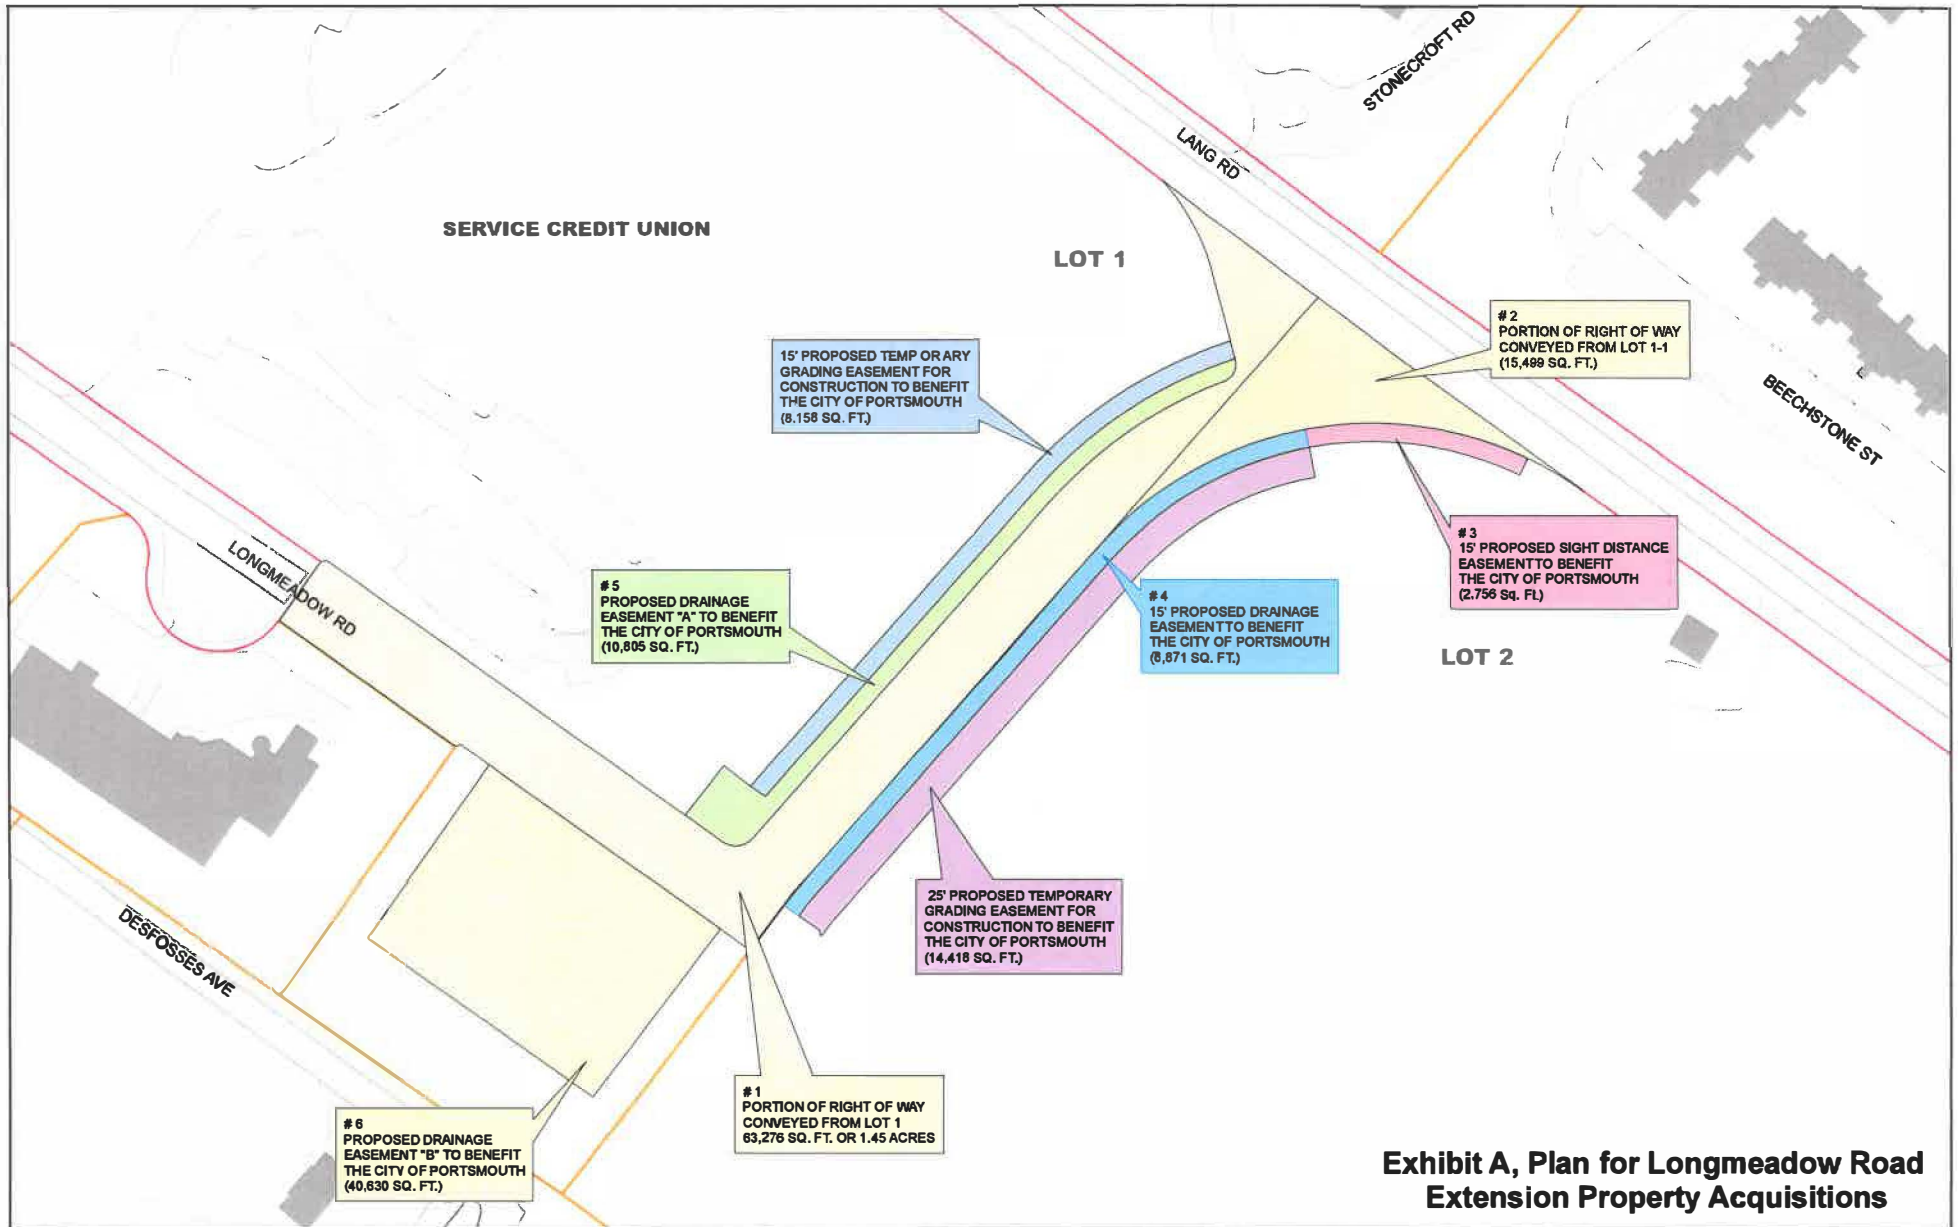 STONECROFT RD
LANG RD
SERVICE CREDIT UNION
LOT 1
# 2
PORTION OF RIGHT OF WAY
CONVEYED FROM LOT 1-1
(15,499 SQ. FT.)
15' PROPOSED TEMP OR ARY
GRADING EASEMENT FOR
CONSTRUCTION TO BENEFIT
THE CITY OF PORTSMOUTH
(8.158 SQ. FT.)
BEECHSTONE ST
LONGMEADOW RD
# 3
15' PROPOSED SIGHT DISTANCE
EASEMENT TO BENEFIT
THE CITY OF PORTSMOUTH
(2.756 Sq. Ft.)
# 5
PROPOSED DRAINAGE
EASEMENT "A" TO BENEFIT
THE CITY OF PORTSMOUTH
(10,805 SQ. FT.)
# 4
15' PROPOSED DRAINAGE
EASEMENT TO BENEFIT
THE CITY OF PORTSMOUTH
(8,871 SQ. FT.)
LOT 2
25' PROPOSED TEMPORARY
GRADING EASEMENT FOR
CONSTRUCTION TO BENEFIT
THE CITY OF PORTSMOUTH
(14,418 SQ. FT.)
DESFOSSES AVE
# 1
PORTION OF RIGHT OF WAY
CONVEYED FROM LOT 1
63,276 SQ. FT. OR 1.45 ACRES
# 6
PROPOSED DRAINAGE
EASEMENT "B" TO BENEFIT
THE CITY OF PORTSMOUTH
(40,630 SQ. FT.)
Exhibit A, Plan for Longmeadow Road
Extension Property Acquisitions